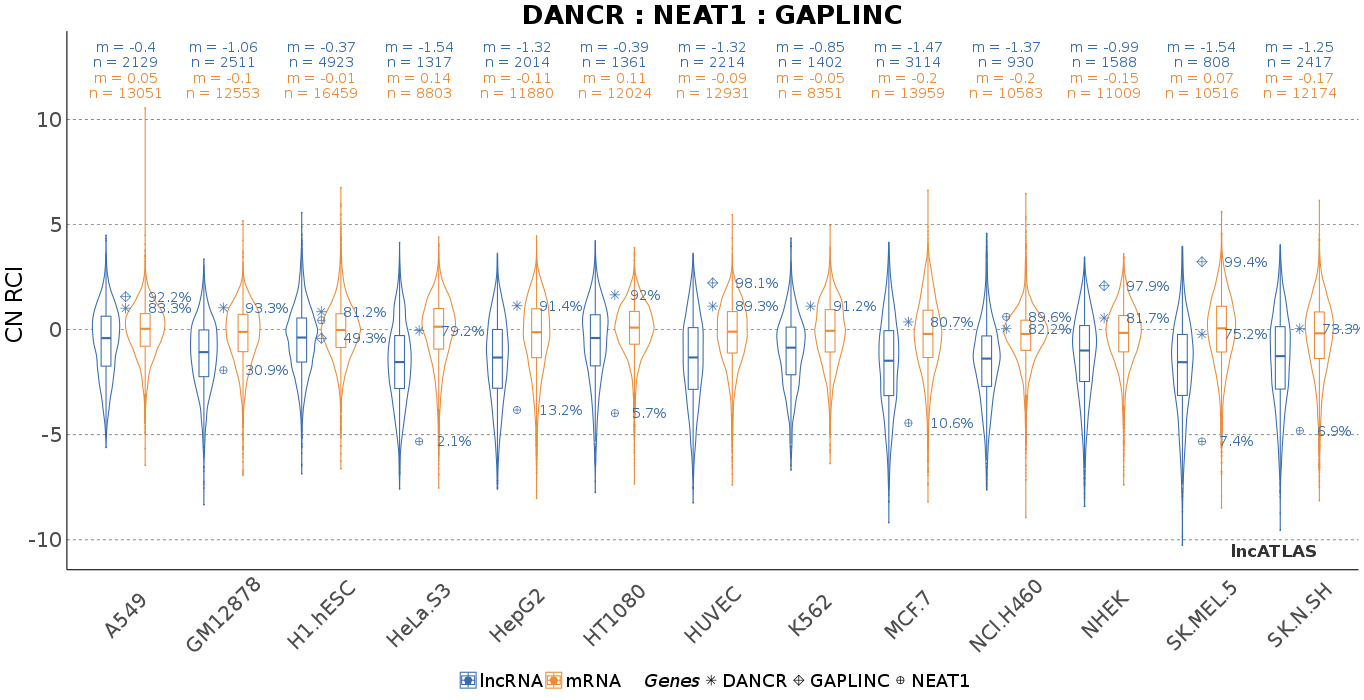 DANCR : NEAT1 : GAPLINC
m = -0.4 m = -1.06 m = -0.37 m = -1.54 m = -1.32 m = -0.39 m = -1.32 m = -0.85 m = -1.47 m = -1.37 m = -0.99 m = -1.54 m = -1.25
n = 2129 n = 2511 n = 4923 n = 1317 n = 2014 n = 1361 n = 2214 n = 1402 n = 3114 n = 930 n = 1588 n = 808 n = 2417
m = 0.05 m = -0.1 m = -0.01 m = 0.14 m = -0.11 m = 0.11 m = -0.09 m = -0.05 m = -0.2 m = -0.2 m = -0.15 m = 0.07 m = -0.17
n = 13051 n = 12553 n = 16459 n = 8803 n = 11880 n = 12024 n = 12931 n = 8351 n = 13959 n = 10583 n = 11009 n = 10516 n = 12174
10
5
99.4%
98.1% 97.9%
92.2% 92%
83.3% 93.3% 81.2% 91.4% 89.3% 91.2% 89.6% 81.7%
80.7%
0
79.2% 82.2% 75.2% 73.3%
49.3%
30.9%
13.2% 5.7%
10.6%
-5
2.1% 7.4% 6.9%
-10
CN RCI
lncATLAS
A549 GM12878 H1.hESC HeLa.S3 HepG2 HT1080 HUVEC K562 MCF.7 NCI.H460 NHEK SK.MEL.5 SK.N.SH
lncRNA mRNA Genes DANCR GAPLINC NEAT1